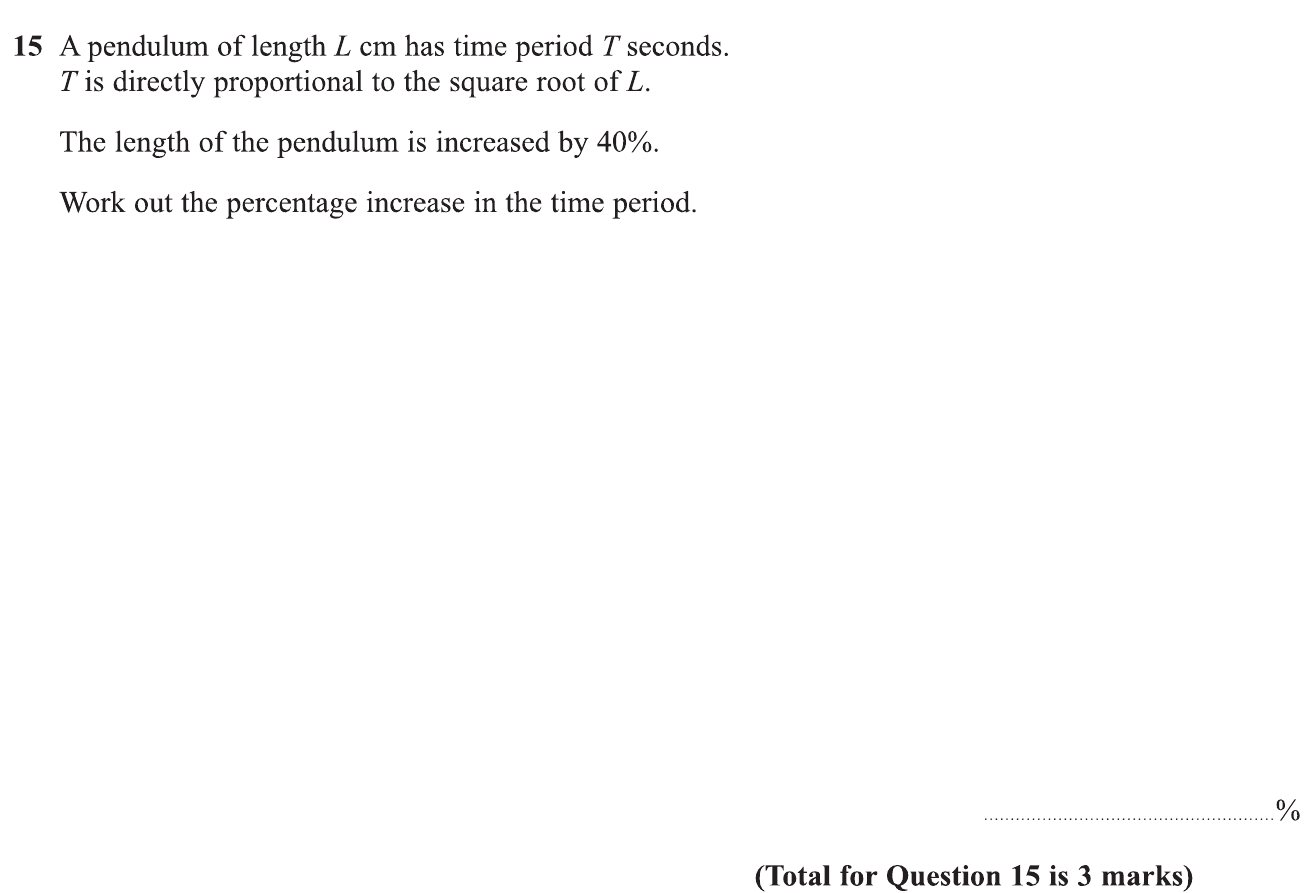 15 A pendulum of length L cm has time period T seconds.
T is directly proportional to the square root of L.
The length of the pendulum is increased by 40%.
Work out the percentage increase in the time period.
........................................................%
(Total for Question 15 is 3 marks)